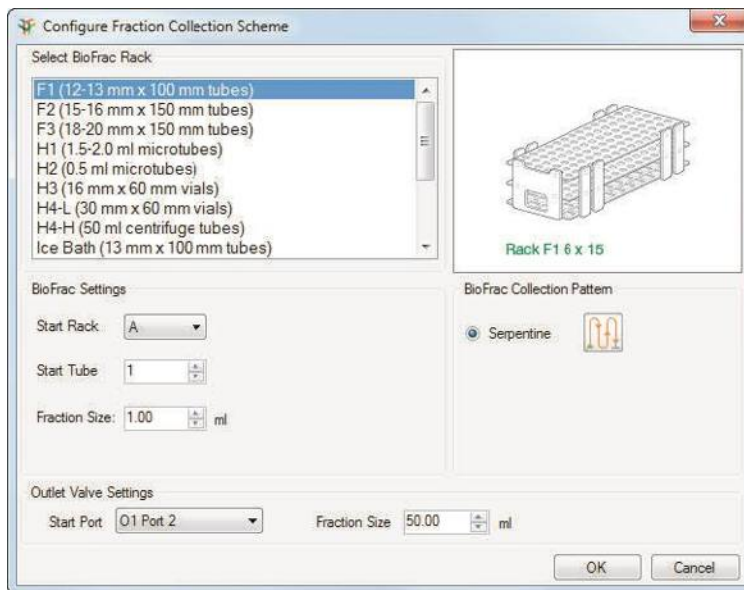 Configure Fraction Collection Scheme
Select BioFrac Rack
F1 (12-13 mm x 100 mm tubes)
F2 (15-16 mm x 150 mm tubes)
F3 (18-20 mm x 150 mm tubes)
H1 (1.5-2.0 ml microtubes)
H2 (0.5 ml microtubes)
H3 (16 mm x 60 mm vials)
H4-L (30 mm x 60 mm vials)
H4-H (50 ml centrifuge tubes)
Ice Bath (13 mm x 100 mm tubes)
Rack F1 6 x 15
BioFrac Settings
Start Rack A
Start Tube 1
Fraction Size: 1.00 ml
BioFrac Collection Pattern
Serpentine
Outlet Valve Settings
Start Port O1 Port 2 Fraction Size 50.00 ml
OK Cancel